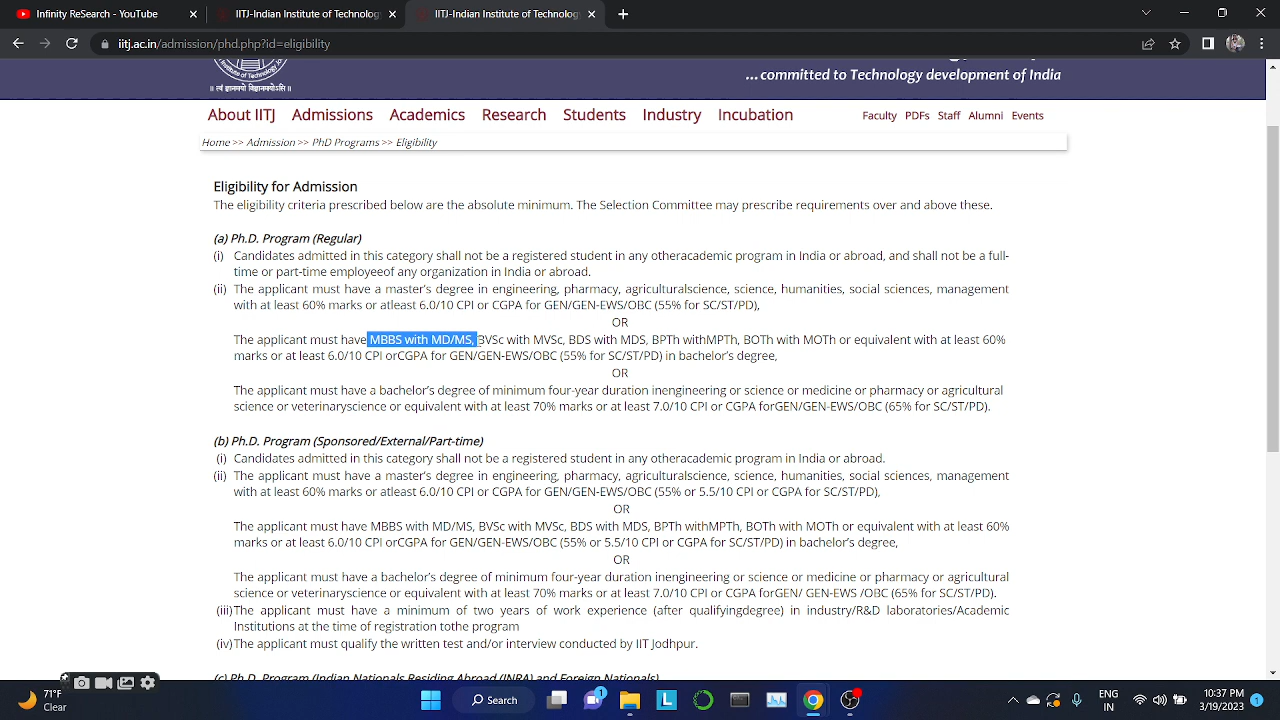 Infinity ReSearch - YouTube
IITJ-Indian Institute of Technology
IITJ-Indian Institute of Technology
iitj.ac.in/admission/phd.php?id=eligibility
॥ त्वं ज्ञानमयो विज्ञानमयोऽसि ॥
...committed to Technology development of India
About IITJ Admissions Academics Research Students Industry Incubation Faculty PDFs Staff Alumni Events
Home >> Admission >> PhD Programs >> Eligibility
Eligibility for Admission
The eligibility criteria prescribed below are the absolute minimum. The Selection Committee may prescribe requirements over and above these.
(a) Ph.D. Program (Regular)
(i) Candidates admitted in this category shall not be a registered student in any otheracademic program in India or abroad, and shall not be a full-
time or part-time employeeof any organization in India or abroad.
(ii) The applicant must have a master's degree in engineering, pharmacy, agriculturalscience, science, humanities, social sciences, management
with at least 60% marks or atleast 6.0/10 CPI or CGPA for GEN/GEN-EWS/OBC (55% for SC/ST/PD),
OR
The applicant must have MBBS with MD/MS, BVSc with MVSc, BDS with MDS, BPTh withMPTh, BOTh with MOTh or equivalent with at least 60%
marks or at least 6.0/10 CPI orCGPA for GEN/GEN-EWS/OBC (55% for SC/ST/PD) in bachelor's degree,
OR
The applicant must have a bachelor's degree of minimum four-year duration inengineering or science or medicine or pharmacy or agricultural
science or veterinaryscience or equivalent with at least 70% marks or at least 7.0/10 CPI or CGPA forGEN/GEN-EWS/OBC (65% for SC/ST/PD).
(b) Ph.D. Program (Sponsored/External/Part-time)
(i) Candidates admitted in this category shall not be a registered student in any otheracademic program in India or abroad.
(ii) The applicant must have a master's degree in engineering, pharmacy, agriculturalscience, science, humanities, social sciences, management
with at least 60% marks or atleast 6.0/10 CPI or CGPA for GEN/GEN-EWS/OBC (55% or 5.5/10 CPI or CGPA for SC/ST/PD),
OR
The applicant must have MBBS with MD/MS, BVSc with MVSc, BDS with MDS, BPTh withMPTh, BOTh with MOTh or equivalent with at least 60%
marks or at least 6.0/10 CPI orCGPA for GEN/GEN-EWS/OBC (55% or 5.5/10 CPI or CGPA for SC/ST/PD) in bachelor's degree,
OR
The applicant must have a bachelor's degree of minimum four-year duration inengineering or science or medicine or pharmacy or agricultural
science or veterinaryscience or equivalent with at least 70% marks or at least 7.0/10 CPI or CGPA forGEN/ GEN-EWS /OBC (65% for SC/ST/PD).
(iii)The applicant must have a minimum of two years of work experience (after qualifyingdegree) in industry/R&D laboratories/Academic
Institutions at the time of registration tothe program
(iv)The applicant must qualify the written test and/or interview conducted by IIT Jodhpur.
(c) Ph.D. Program (Indian Nationals Residing Abroad (INRA) and Foreign Nationals)
77°F
Clear
Search
1
L
ENG
IN
10:37 PM
3/19/2023
1